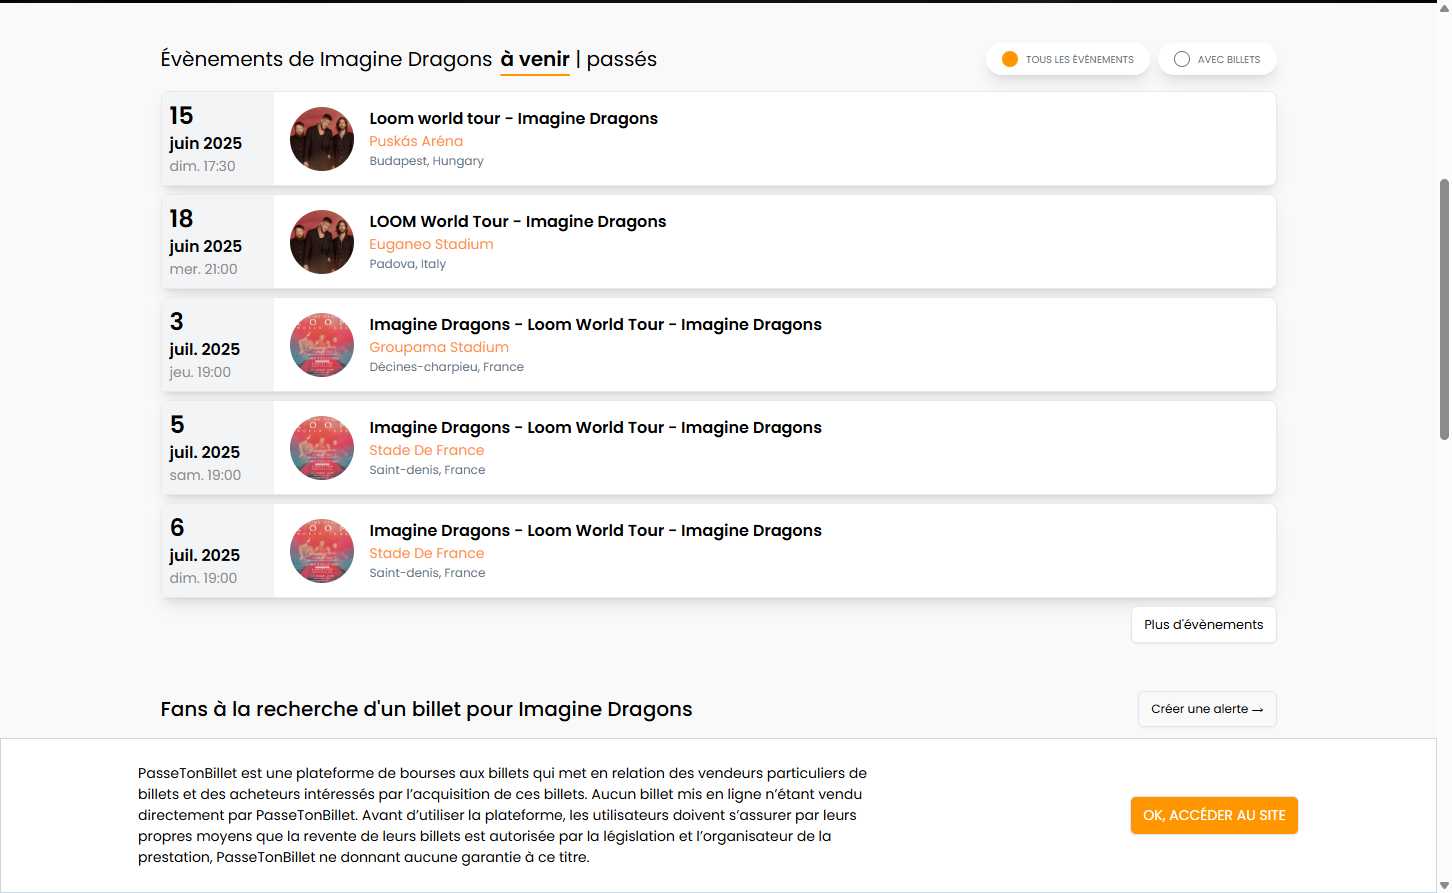 Évènements de Imagine Dragons à venir | passés
TOUS LES ÉVÈNEMENTS
AVEC BILLETS
15
juin 2025
dim. 17:30
Loom world tour - Imagine Dragons
Puskás Aréna
Budapest, Hungary
18
juin 2025
mer. 21:00
LOOM World Tour - Imagine Dragons
Euganeo Stadium
Padova, Italy
3
juil. 2025
jeu. 19:00
Imagine Dragons - Loom World Tour - Imagine Dragons
Groupama Stadium
Décines-charpieu, France
5
juil. 2025
sam. 19:00
Imagine Dragons - Loom World Tour - Imagine Dragons
Stade De France
Saint-denis, France
6
juil. 2025
dim. 19:00
Imagine Dragons - Loom World Tour - Imagine Dragons
Stade De France
Saint-denis, France
Plus d'évènements
Fans à la recherche d'un billet pour Imagine Dragons
Créer une alerte →
PasseTonBillet est une plateforme de bourses aux billets qui met en relation des vendeurs particuliers de
billets et des acheteurs intéressés par l’acquisition de ces billets. Aucun billet mis en ligne n’étant vendu
directement par PasseTonBillet. Avant d’utiliser la plateforme, les utilisateurs doivent s’assurer par leurs
propres moyens que la revente de leurs billets est autorisée par la législation et l’organisateur de la
prestation, PasseTonBillet ne donnant aucune garantie à ce titre.
OK, ACCÉDER AU SITE